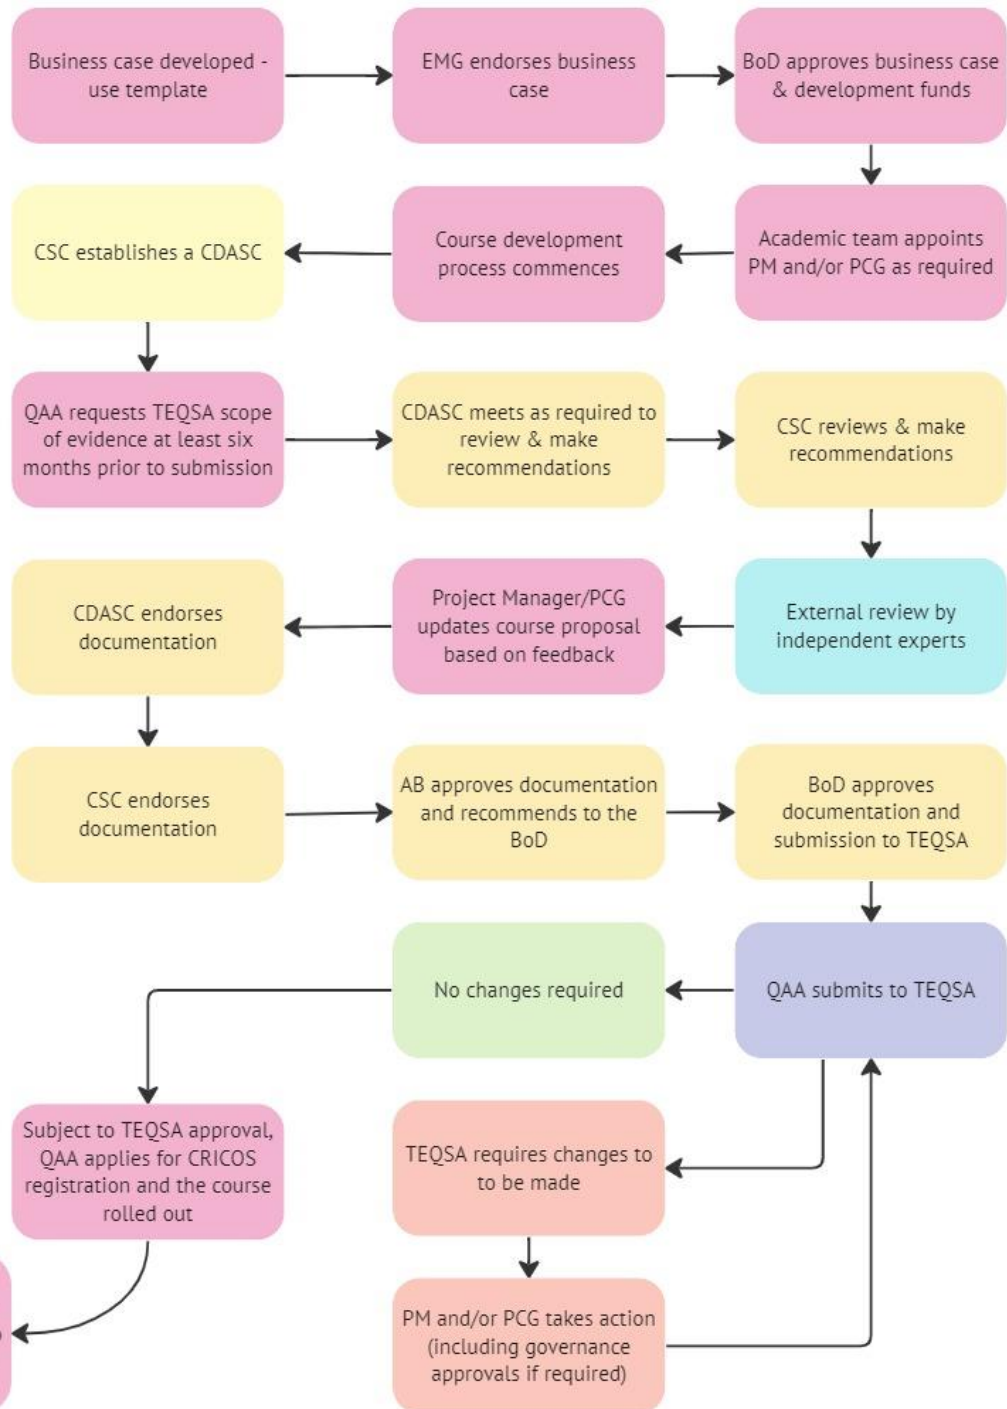 Business case developed -
use template
EMG endorses business
case
BoD approves business case
& development funds
CSC establishes a CDASC
Course development
process commences
Academic team appoints
PM and/or PCG as required
QAA requests TEQSA scope
of evidence at least six
months prior to submission
CDASC meets as required to
review & make
recommendations
CSC reviews & make
recommendations
CDASC endorses
documentation
Project Manager/PCG
updates course proposal
based on feedback
External review by
independent experts
CSC endorses
documentation
AB approves documentation
and recommends to the
BoD
BoD approves
documentation and
submission to TEQSA
No changes required
QAA submits to TEQSA
Subject to TEQSA approval,
QAA applies for CRICOS
registration and the course
rolled out
TEQSA requires changes to
to be made
PM and/or PCG takes action
(including governance
approvals if required)